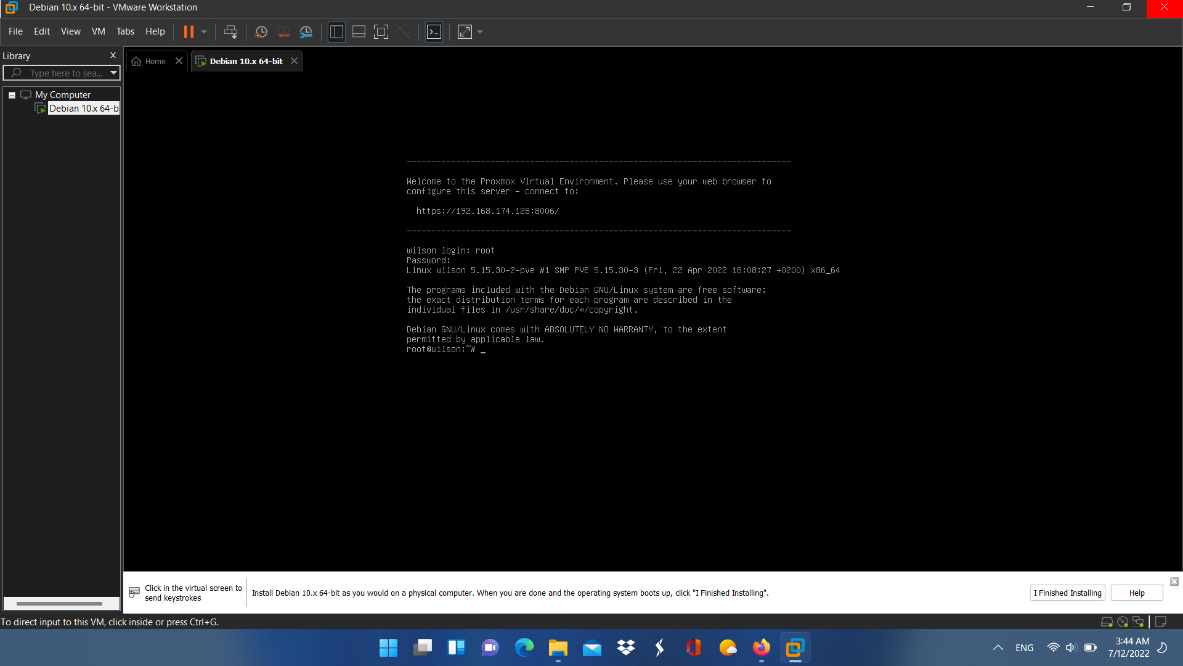 Debian 10.x 64-bit - VMware Workstation
File Edit View VM Tabs Help
Library
Type here to sea...
My Computer
Debian 10.x 64-b
Home
Debian 10.x 64-bit
--------------------------------------------------------------------------------
Welcome to the Proxmox Virtual Environment. Please use your web browser to
configure this server - connect to:
https://192.168.174.128:8006/
--------------------------------------------------------------------------------
wilson login: root
Password:
Linux wilson 5.15.30-2-pve #1 SMP PVE 5.15.30-3 (Fri, 22 Apr 2022 18:08:27 +0200) x86_64
The programs included with the Debian GNU/Linux system are free software;
the exact distribution terms for each program are described in the
individual files in /usr/share/doc/*/copyright.
Debian GNU/Linux comes with ABSOLUTELY NO WARRANTY, to the extent
permitted by applicable law.
root@wilson:~# _
Click in the virtual screen to
send keystrokes
Install Debian 10.x 64-bit as you would on a physical computer. When you are done and the operating system boots up, click "I Finished Installing".
I Finished Installing
Help
To direct input to this VM, click inside or press Ctrl+G.
ENG
3:44 AM
7/12/2022